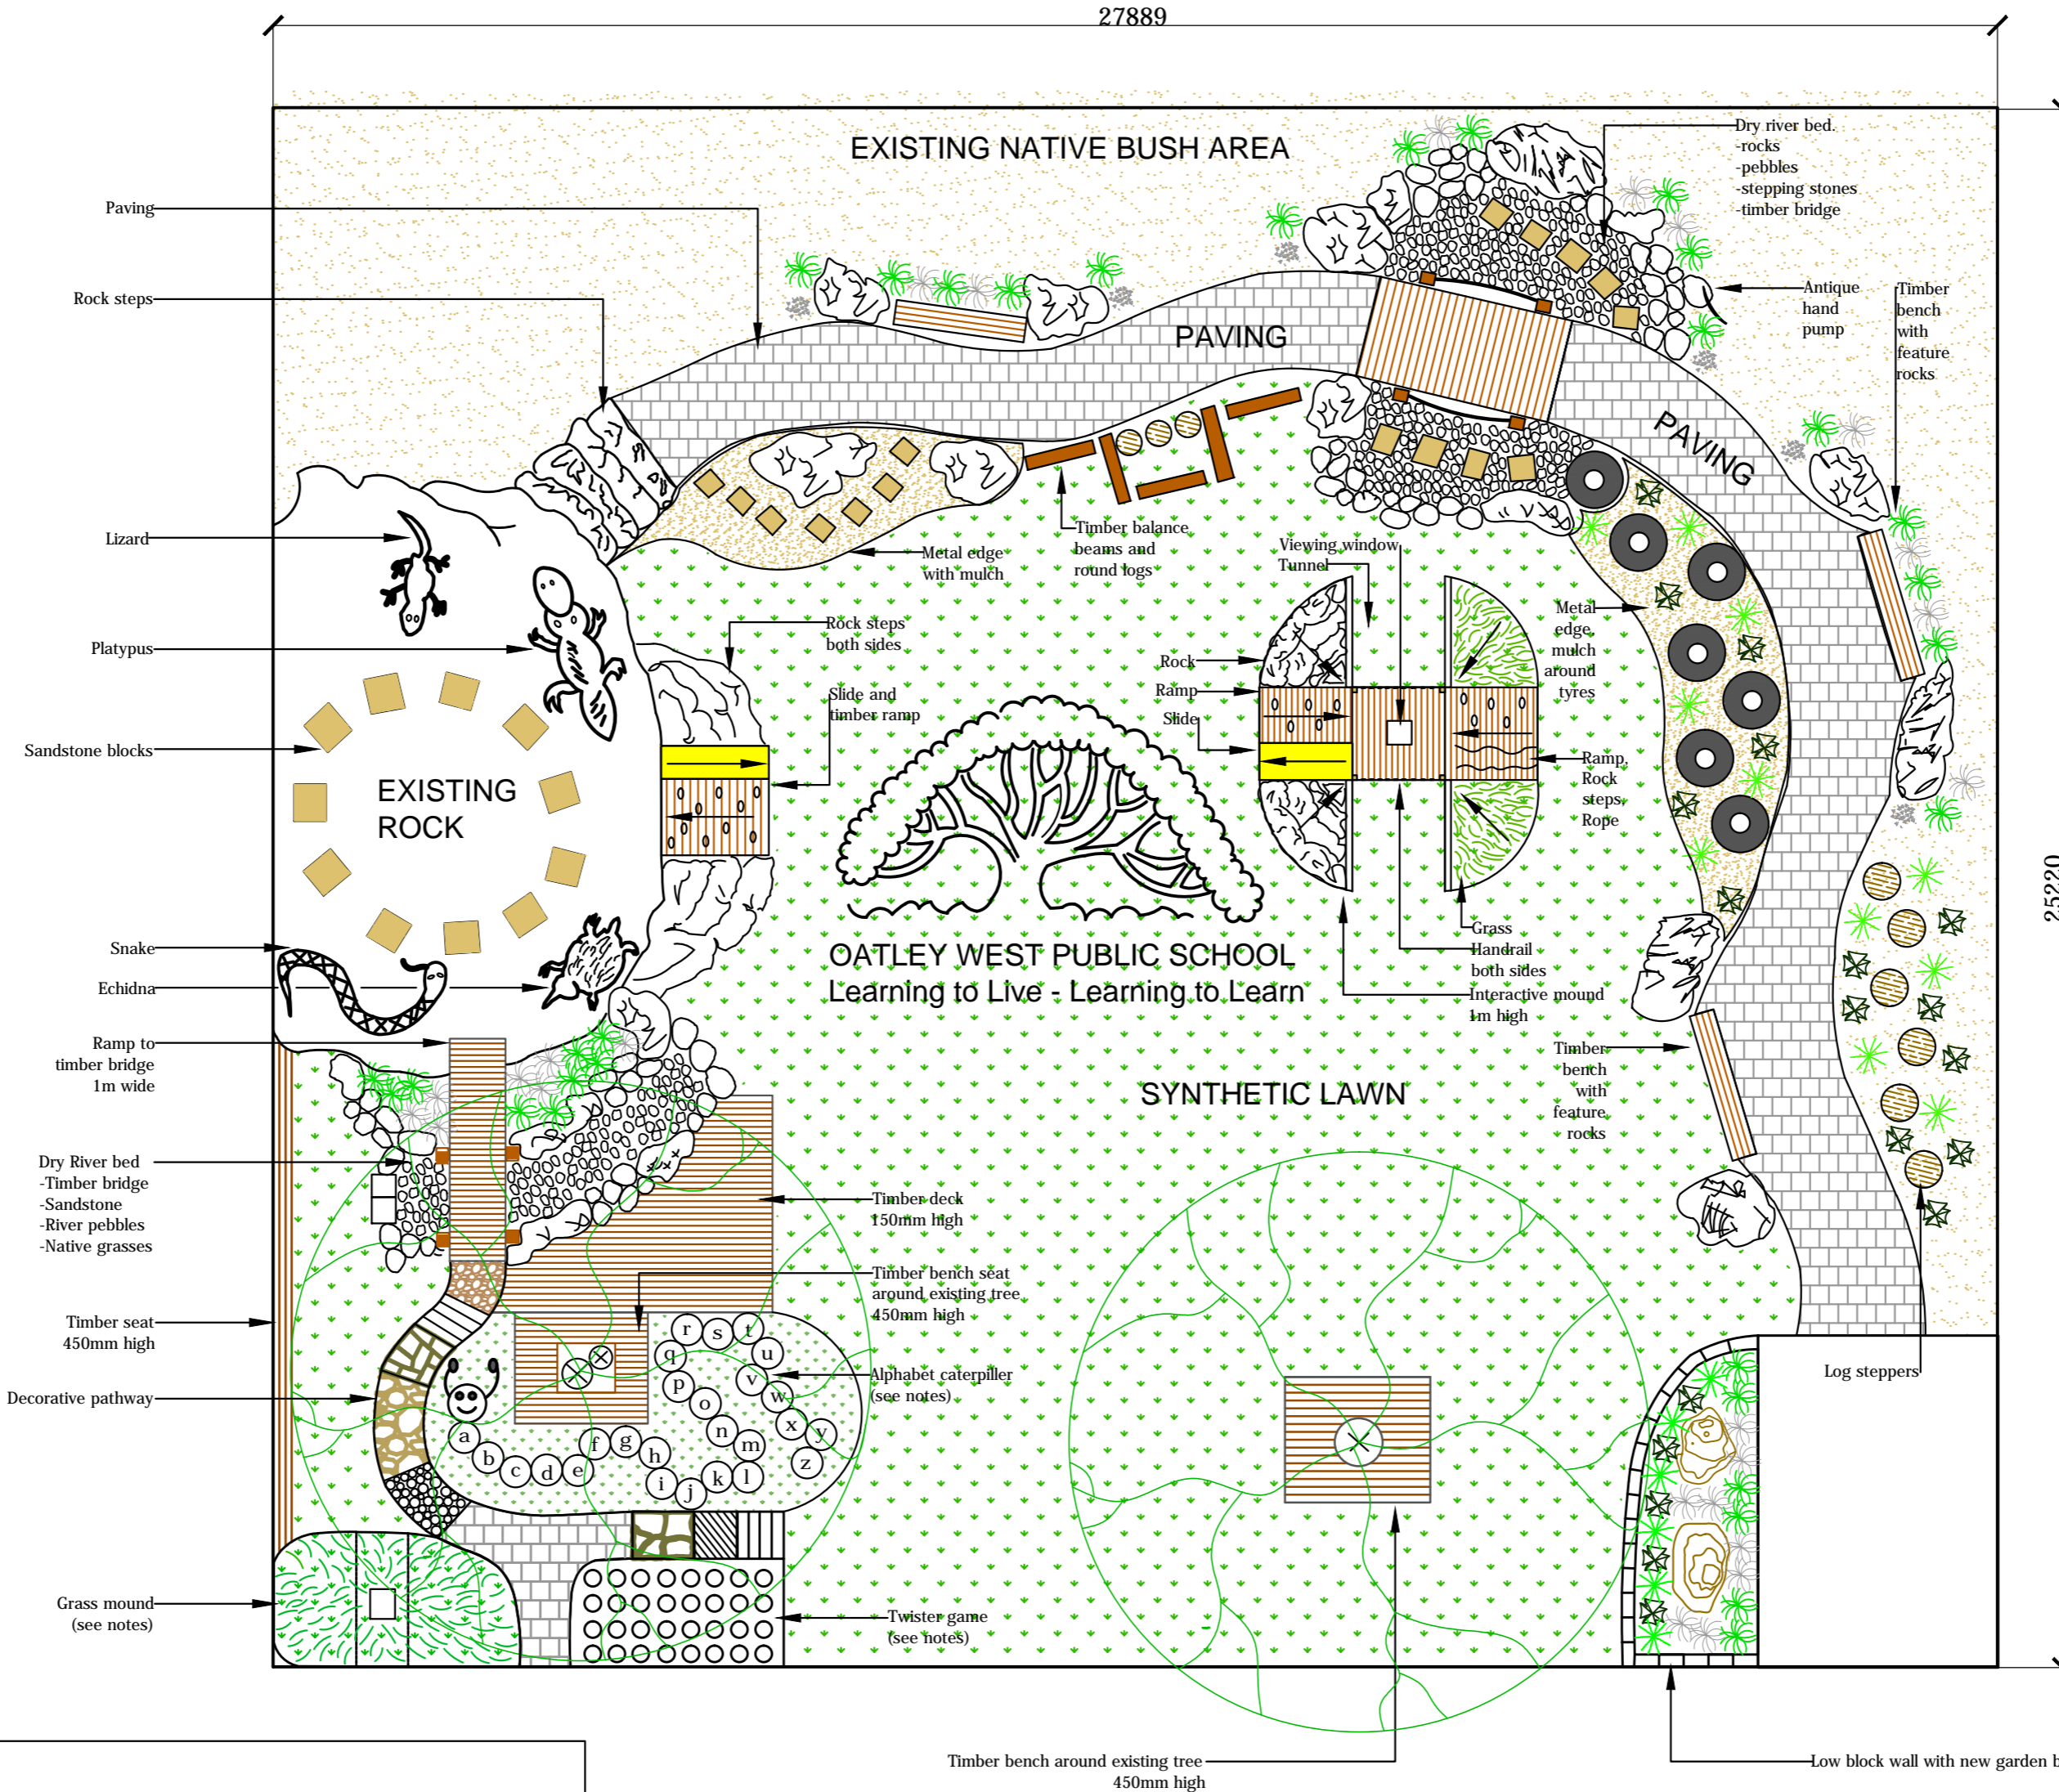 27889
EXISTING NATIVE BUSH AREA
Dry river bed.
-rocks
-pebbles
-stepping stones
-timber bridge
Paving
Rock steps
Antique
hand
pump
Timber
bench
with
feature
rocks
PAVING
PAVING
Lizard
Metal edge
with mulch
Timber balance
beams and
round logs
Viewing window
Tunnel
Platypus
Rock steps
both sides
Rock
Ramp
Slide
Metal
edge,
mulch
around
tyres
Slide and
timber ramp
Sandstone blocks
EXISTING
ROCK
Ramp,
Rock
steps,
Rope
25220
Snake
Echidna
OATLEY WEST PUBLIC SCHOOL
Learning to Live - Learning to Learn
Grass
Handrail
both sides
Interactive mound
1m high
Ramp to
timber bridge
1m wide
Timber
bench
with
feature
rocks
SYNTHETIC LAWN
Dry River bed
-Timber bridge
-Sandstone
-River pebbles
-Native grasses
Timber deck
150mm high
Timber bench seat
around existing tree
450mm high
Timber seat
450mm high
Decorative pathway
Alphabet caterpiller
(see notes)
Log steppers
a
b
c
d
e
f
g
h
i
j
k
l
m
n
o
p
q
r
s
t
u
v
w
x
y
z
Grass mound
(see notes)
Twister game
(see notes)
Timber bench around existing tree
450mm high
Low block wall with new garden b